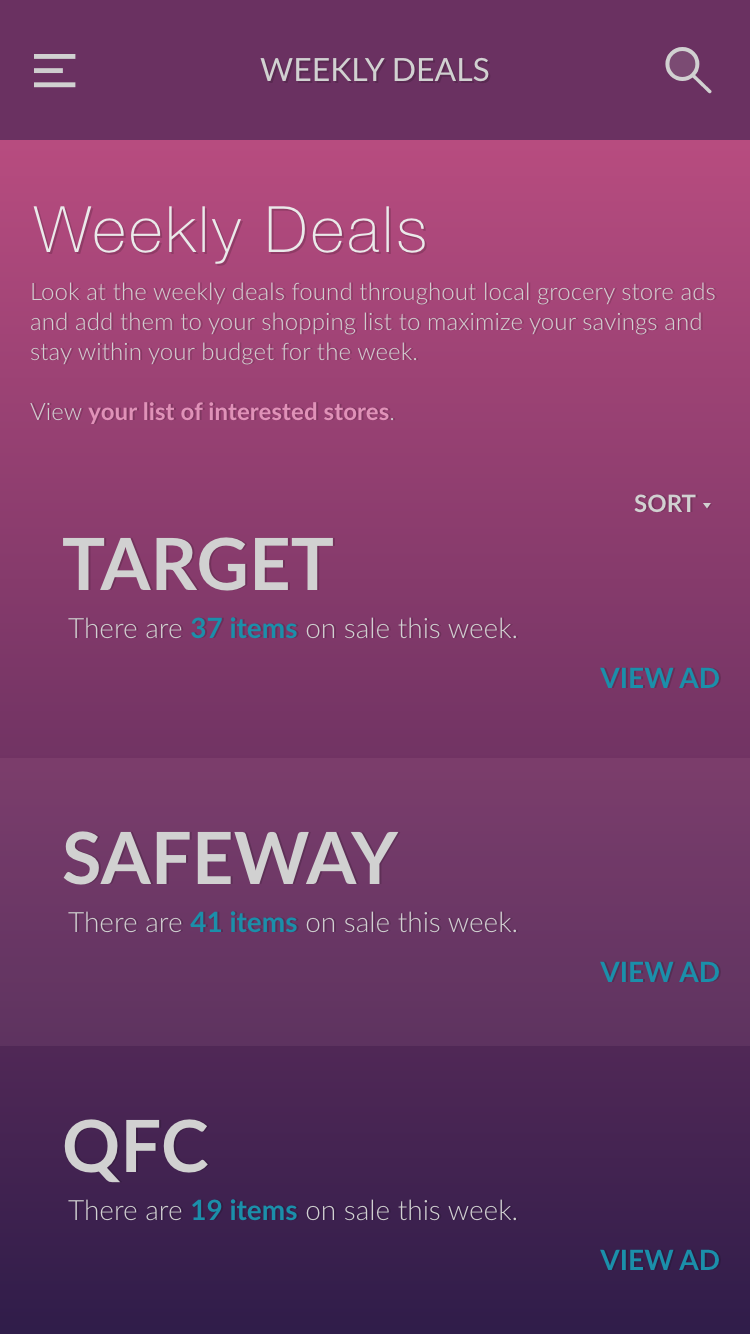 WEEKLY DEALS
Weekly Deals
Look at the weekly deals found throughout local grocery store ads
and add them to your shopping list to maximize your savings and
stay within your budget for the week.
View your list of interested stores.
SORT
TARGET
There are 37 items on sale this week.
VIEW AD
SAFEWAY
There are 41 items on sale this week.
VIEW AD
QFC
There are 19 items on sale this week.
VIEW AD